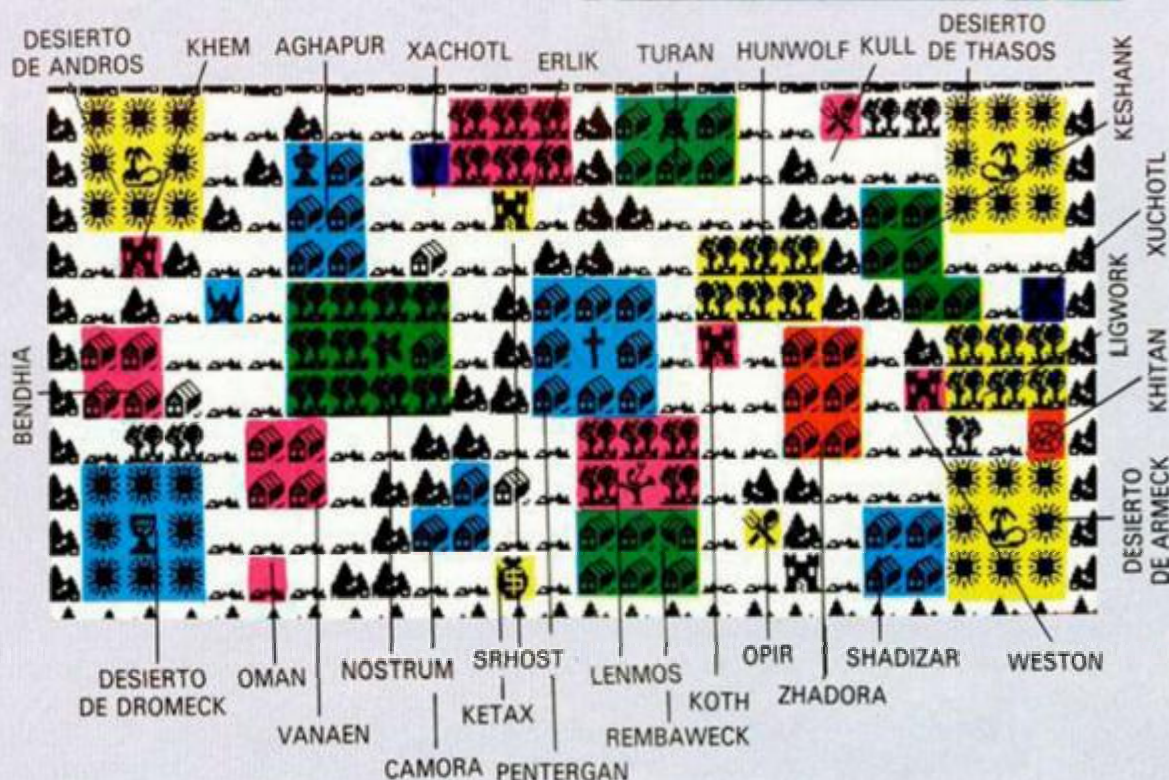 DESIERTO
DE ANDROS
KHEM
AGHAPUR
XACHOTL
ERLIK
TURAN
HUNWOLF
KULL
DESIERTO
DE THASOS
KESHANK
XUCHOTL
LIGWORK
KHITAN
DESIERTO
DE ARMECK
BENDHIA
DESIERTO
DE DROMECK
OMAN
VANAEN
NOSTRUM
CAMORA
KETAX
SRHOST
PENTERGAN
LENMOS
REMBAWECK
KOTH
OPIR
ZHADORA
SHADIZAR
WESTON